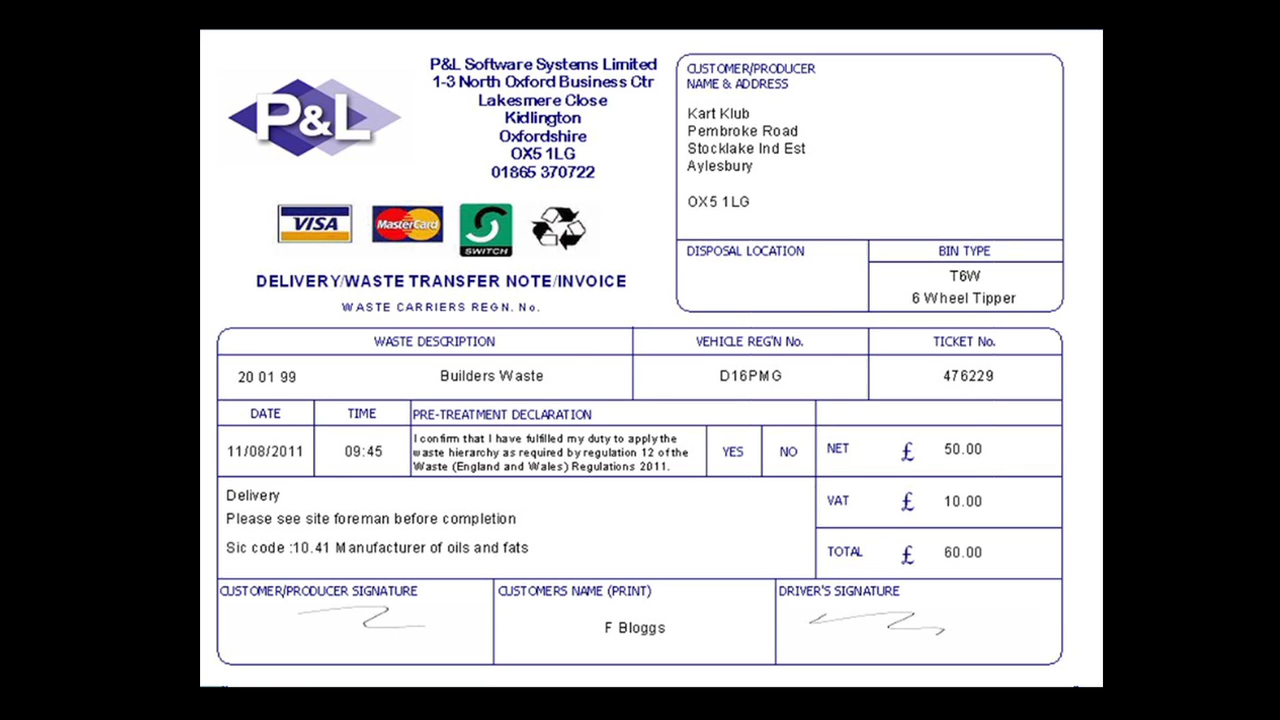 P&L
P&L Software Systems Limited
1-3 North Oxford Business Ctr
Lakesmere Close
Kidlington
Oxfordshire
OX5 1LG
01865 370722
VISA
MasterCard
SWITCH
DELIVERY/WASTE TRANSFER NOTE/INVOICE
WASTE CARRIERS REGN. No.
CUSTOMER/PRODUCER
NAME & ADDRESS
Kart Klub
Pembroke Road
Stocklake Ind Est
Aylesbury
OX5 1LG
DISPOSAL LOCATION
BIN TYPE
T6W
6 Wheel Tipper
WASTE DESCRIPTION
VEHICLE REG'N No.
TICKET No.
20 01 99
Builders Waste
D16PMG
476229
DATE
TIME
PRE-TREATMENT DECLARATION
11/08/2011
09:45
I confirm that I have fulfilled my duty to apply the
waste hierarchy as required by regulation 12 of the
Waste (England and Wales) Regulations 2011.
YES
NO
NET £ 50.00
VAT £ 10.00
TOTAL £ 60.00
Delivery
Please see site foreman before completion
Sic code :10.41 Manufacturer of oils and fats
CUSTOMER/PRODUCER SIGNATURE
CUSTOMERS NAME (PRINT)
F Bloggs
DRIVER'S SIGNATURE